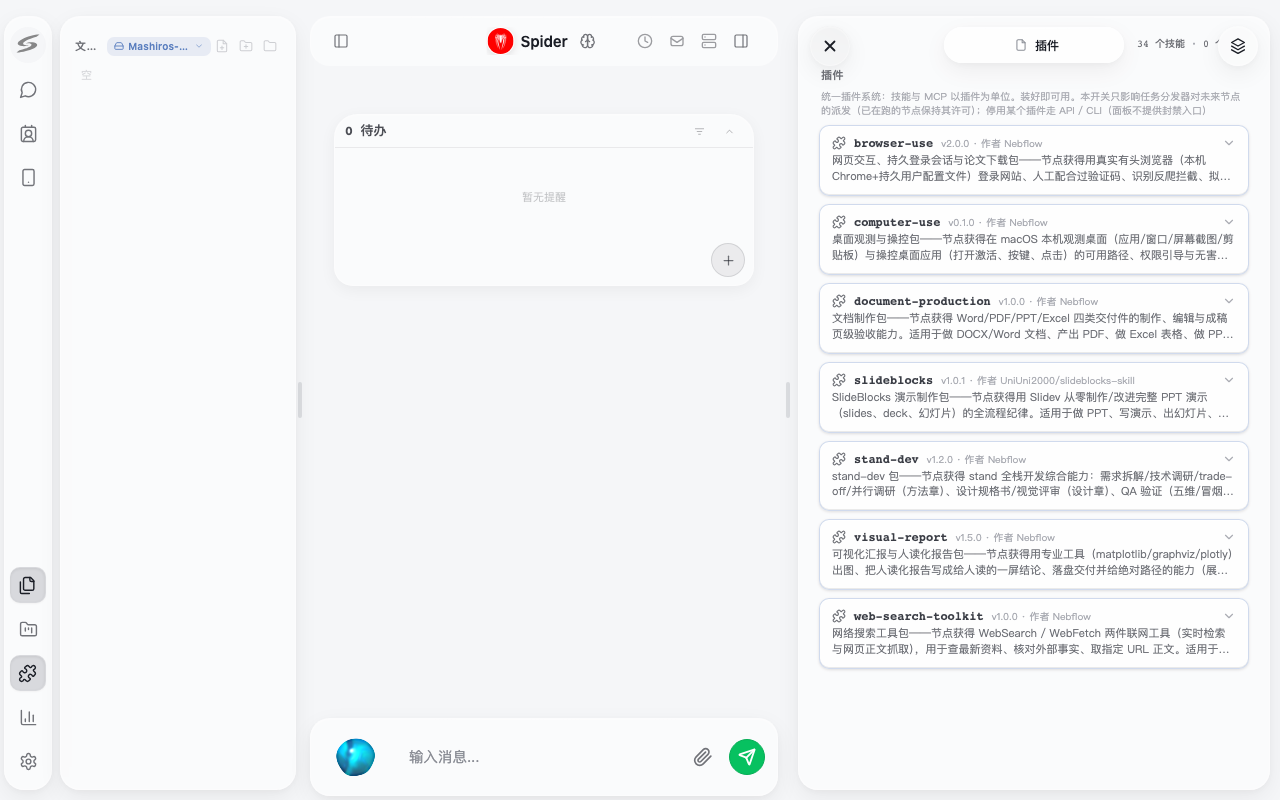 文...
Mashiros-...
空
Spider
0 待办
暂无提醒
输入消息...
插件
34 个技能 · 0
插件
统一插件系统：技能与 MCP 以插件为单位。装好即可用。本开关只影响任务分发器对未来节点
的派发（已在跑的节点保持其许可）；停用某个插件走 API / CLI（面板不提供封禁入口）
browser-use v2.0.0 · 作者 Nebflow
网页交互、持久登录会话与论文下载包——节点获得用真实有头浏览器（本机
Chrome+持久用户配置文件）登录网站、人工配合过验证码、识别反爬拦截、拟...
computer-use v0.1.0 · 作者 Nebflow
桌面观测与操控包——节点获得在 macOS 本机观测桌面（应用/窗口/屏幕截图/剪
贴板）与操控桌面应用（打开激活、按键、点击）的可用路径、权限引导与无害...
document-production v1.0.0 · 作者 Nebflow
文档制作包——节点获得 Word/PDF/PPT/Excel 四类交付件的制作、编辑与成稿
页级验收能力。适用于做 DOCX/Word 文档、产出 PDF、做 Excel 表格、做 PP...
slideblocks v1.0.1 · 作者 UniUni2000/slideblocks-skill
SlideBlocks 演示制作包——节点获得用 Slidev 从零制作/改进完整 PPT 演示
（slides、deck、幻灯片）的全流程纪律。适用于做 PPT、写演示、出幻灯片、...
stand-dev v1.2.0 · 作者 Nebflow
stand-dev 包——节点获得 stand 全栈开发综合能力：需求拆解/技术调研/trade-
off/并行调研（方法章）、设计规格书/视觉评审（设计章）、QA 验证（五维/冒烟...
visual-report v1.5.0 · 作者 Nebflow
可视化汇报与人读化报告包——节点获得用专业工具（matplotlib/graphviz/plotly）
出图、把人读化报告写成给人读的一屏结论、落盘交付并给绝对路径的能力（展...
web-search-toolkit v1.0.0 · 作者 Nebflow
网络搜索工具包——节点获得 WebSearch / WebFetch 两件联网工具（实时检索
与网页正文抓取），用于查最新资料、核对外部事实、取指定 URL 正文。适用于...